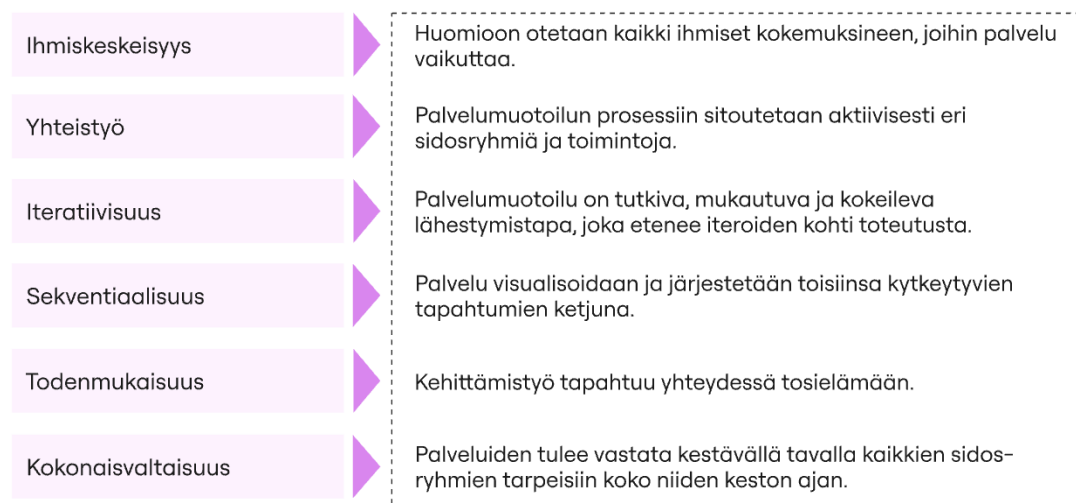 Ihmiskeskeisyys
Huomioon otetaan kaikki ihmiset kokemuksineen, joihin palvelu
vaikuttaa.
Yhteistyö
Palvelumuotoilun prosessiin sitoutetaan aktiivisesti eri
sidosryhmiä ja toimintoja.
Iteratiivisuus
Palvelumuotoilu on tutkiva, mukautuva ja kokeileva
lähestymistapa, joka etenee iteroiden kohti toteutusta.
Sekventiaalisuus
Palvelu visualisoidaan ja järjestetään toisiinsa kytkeytyvien
tapahtumien ketjuna.
Todenmukaisuus
Kehittämistyö tapahtuu yhteydessä tosielämään.
Kokonaisvaltaisuus
Palveluiden tulee vastata kestävällä tavalla kaikkien sidos-
ryhmien tarpeisiin koko niiden keston ajan.